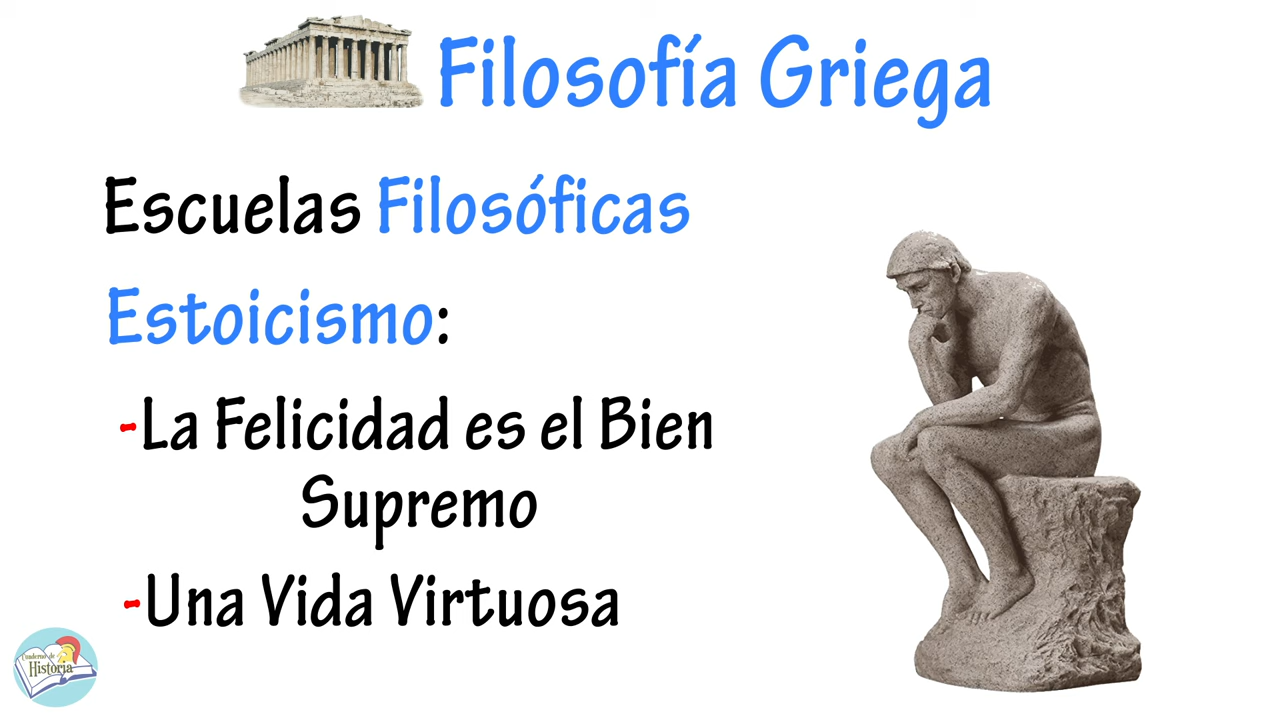 Filosofía Griega
Escuelas Filosóficas
Estoicismo:
-La Felicidad es el Bien
Supremo
-Una Vida Virtuosa
Cuaderno de
Historia